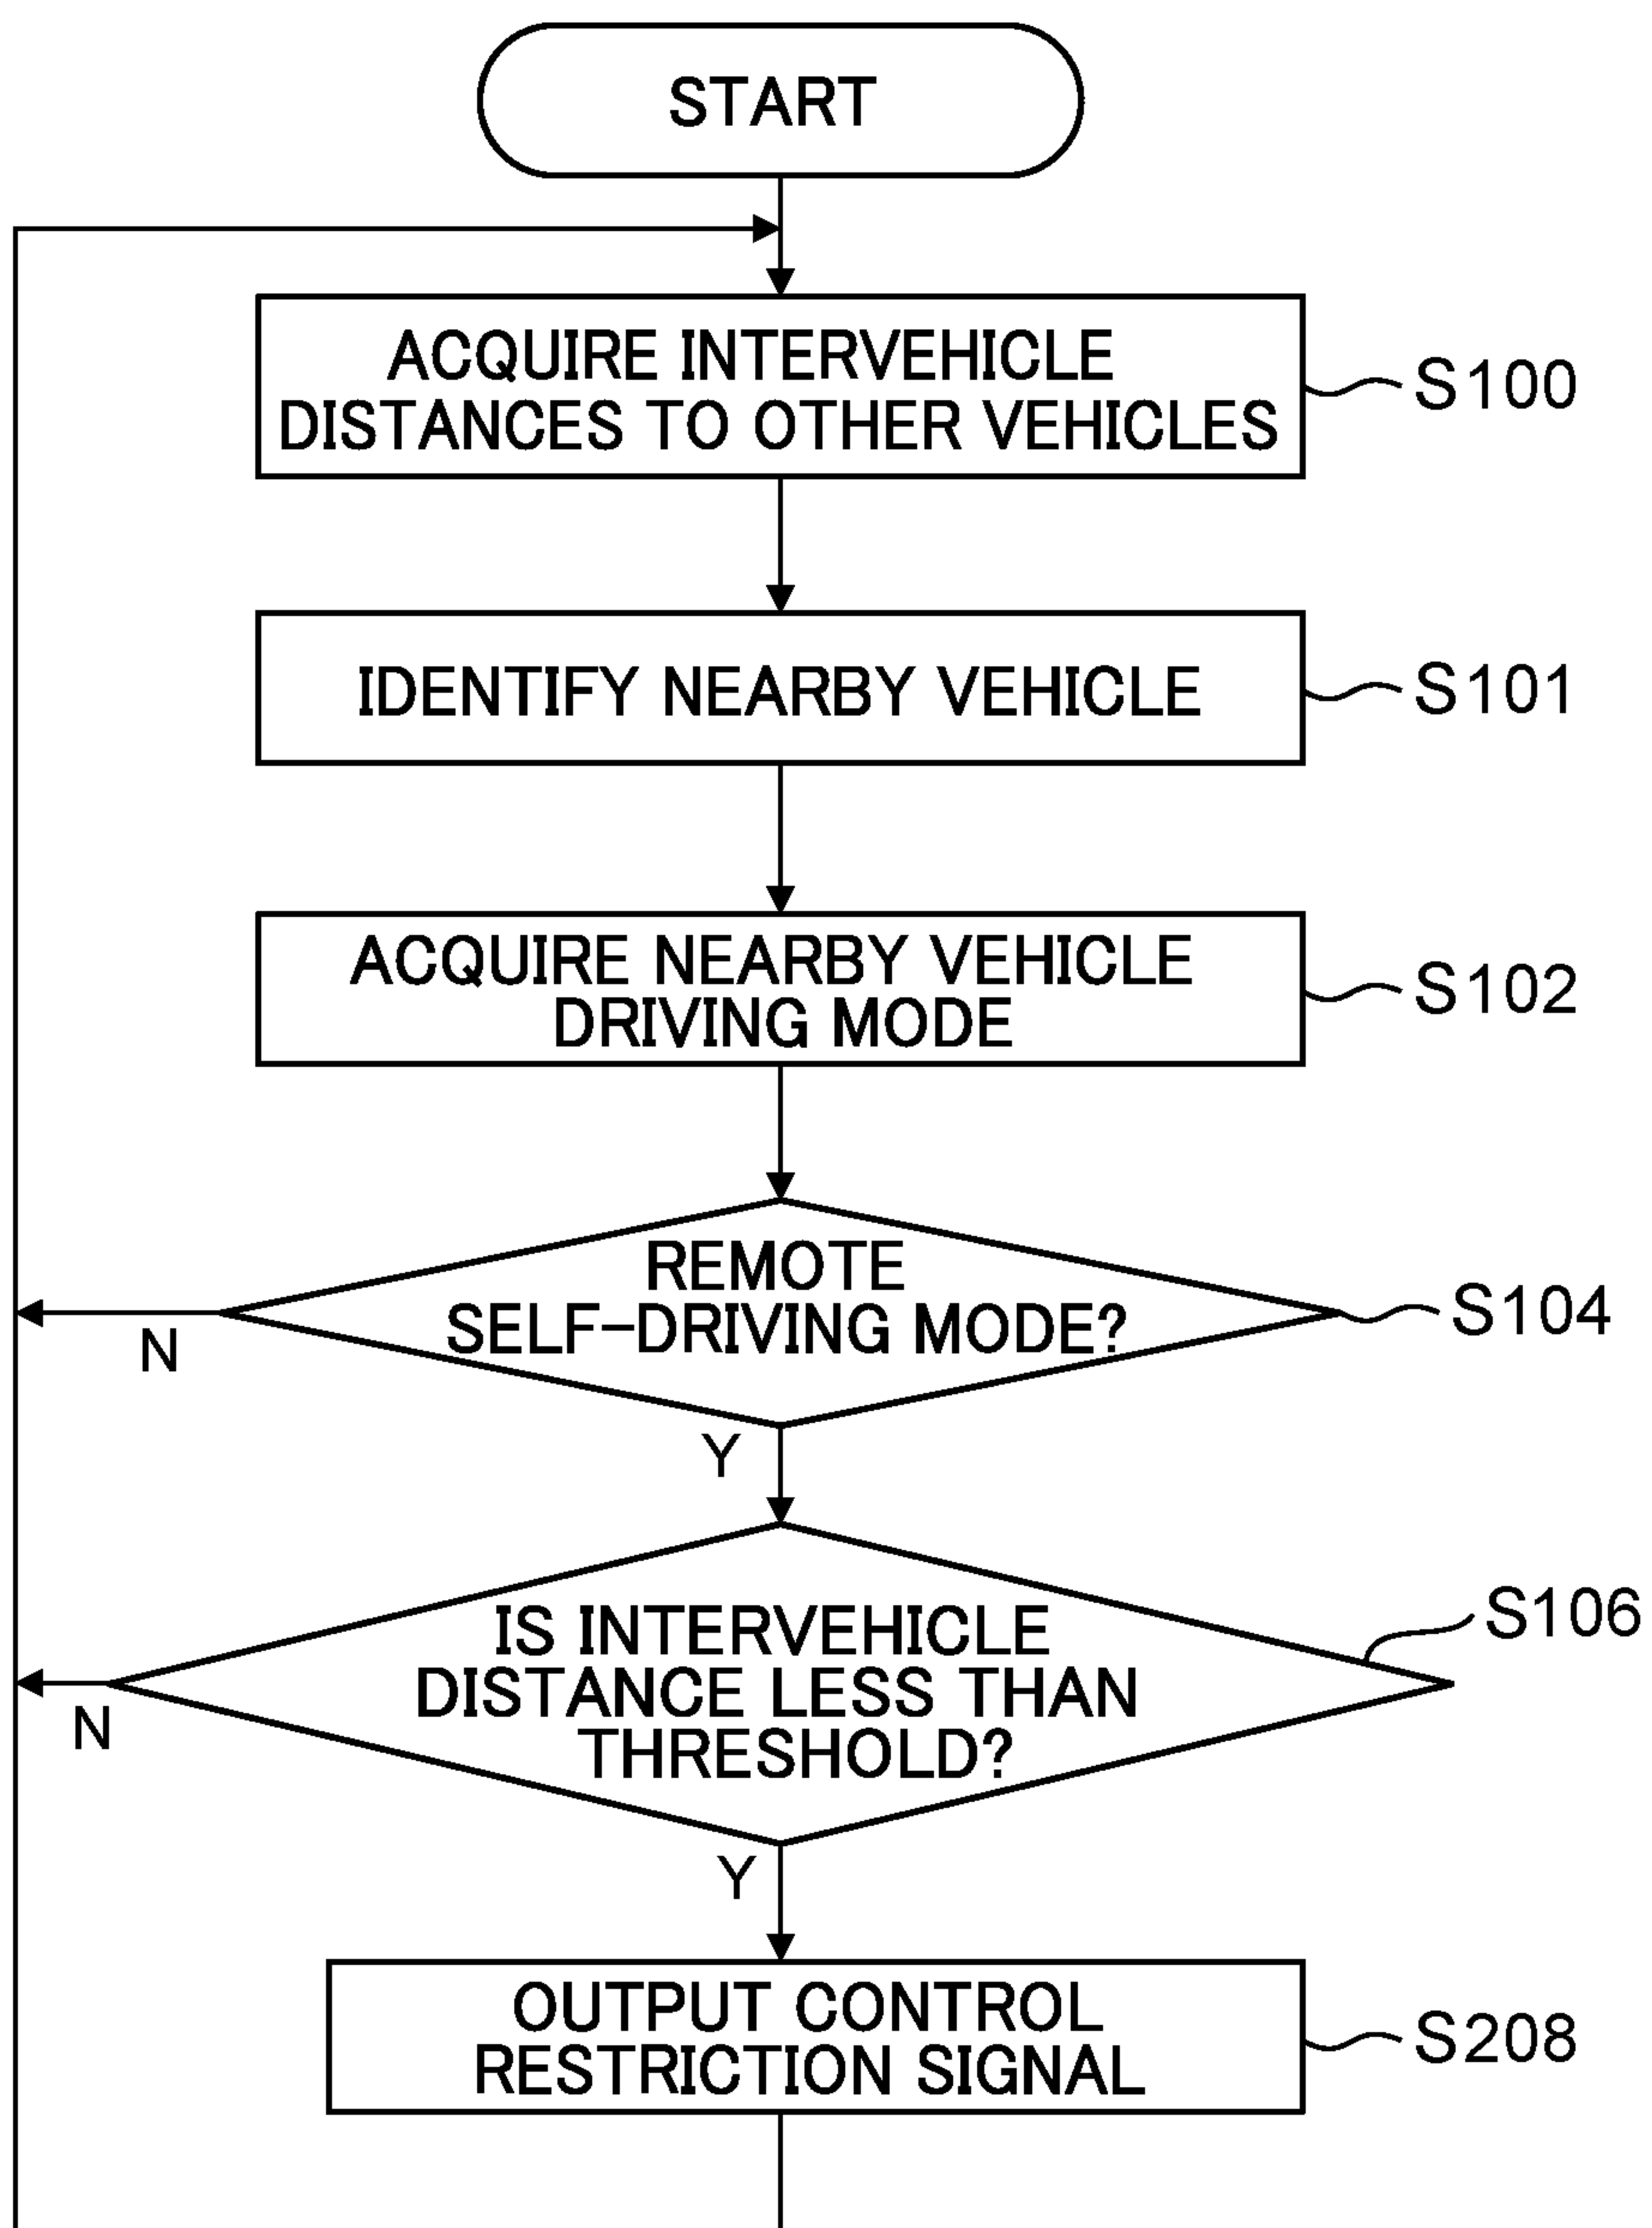 START
ACQUIRE INTERVEHICLE
DISTANCES TO OTHER VEHICLES
S100
IDENTIFY NEARBY VEHICLE
S101
ACQUIRE NEARBY VEHICLE
DRIVING MODE
S102
REMOTE
SELF-DRIVING MODE?
S104
N
Y
IS INTERVEHICLE
DISTANCE LESS THAN
THRESHOLD?
S106
N
Y
OUTPUT CONTROL
RESTRICTION SIGNAL
S208